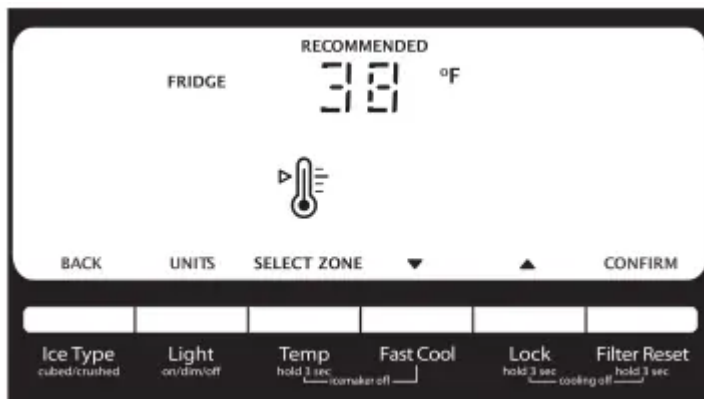 RECOMMENDED
FRIDGE 38 °F
BACK UNITS SELECT ZONE ▼ ▲ CONFIRM
Ice Type Light Temp Fast Cool Lock Filter Reset
cubed/crushed on/dim/off hold 3 sec hold 3 sec hold 3 sec
icemaker off cooling off